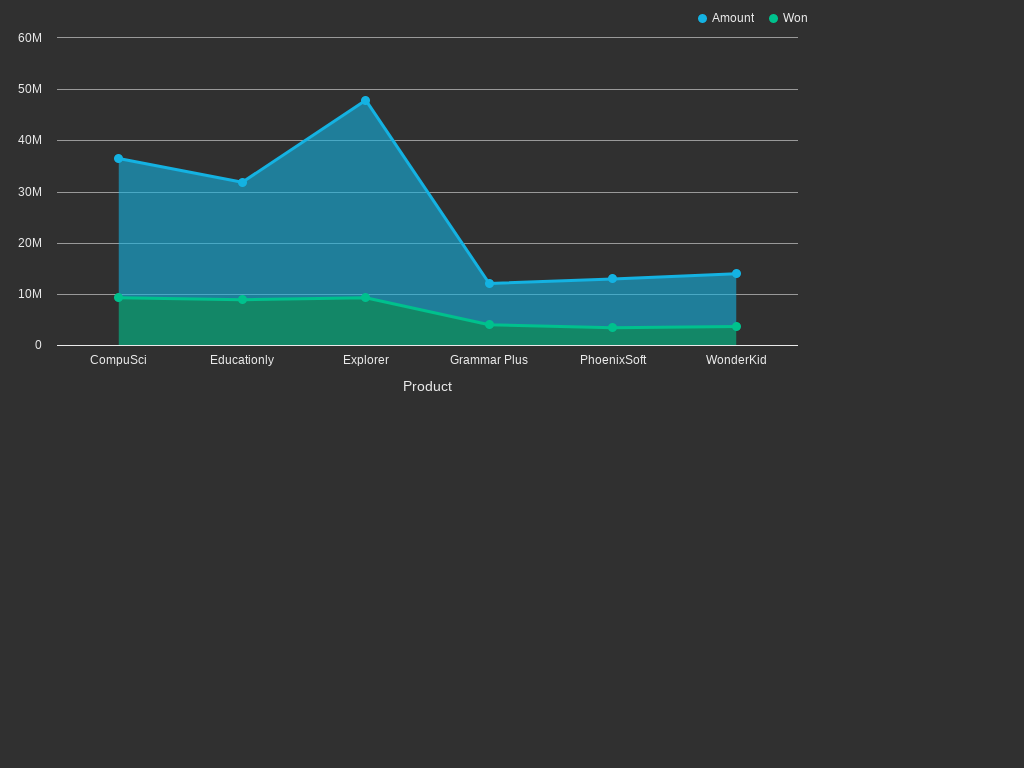 Amount Won
60M
50M
40M
30M
20M
10M
0
CompuSci Educationly Explorer Grammar Plus PhoenixSoft WonderKid
Product